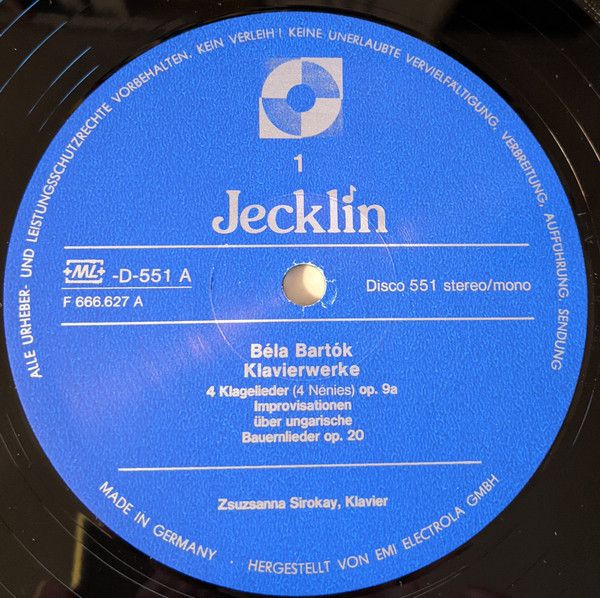 ALLE URHEBER- UND LEISTUNGSSCHUTZRECHTE VORBEHALTEN. KEIN VERLEIH! KEINE UNERLAUBTE VERVIELFÄLTIGUNG, VERBREITUNG, AUFFÜHRUNG, SENDUNG
1
Jecklin
+ML+ -D-551 A
F 666.627 A
Disco 551 stereo/mono
Béla Bartók
Klavierwerke
4 Klagelieder (4 Nénies) op. 9a
Improvisationen
über ungarische
Bauernlieder op. 20
Zsuzsanna Sirokay, Klavier
MADE IN GERMANY · HERGESTELLT VON EMI ELECTROLA GMBH